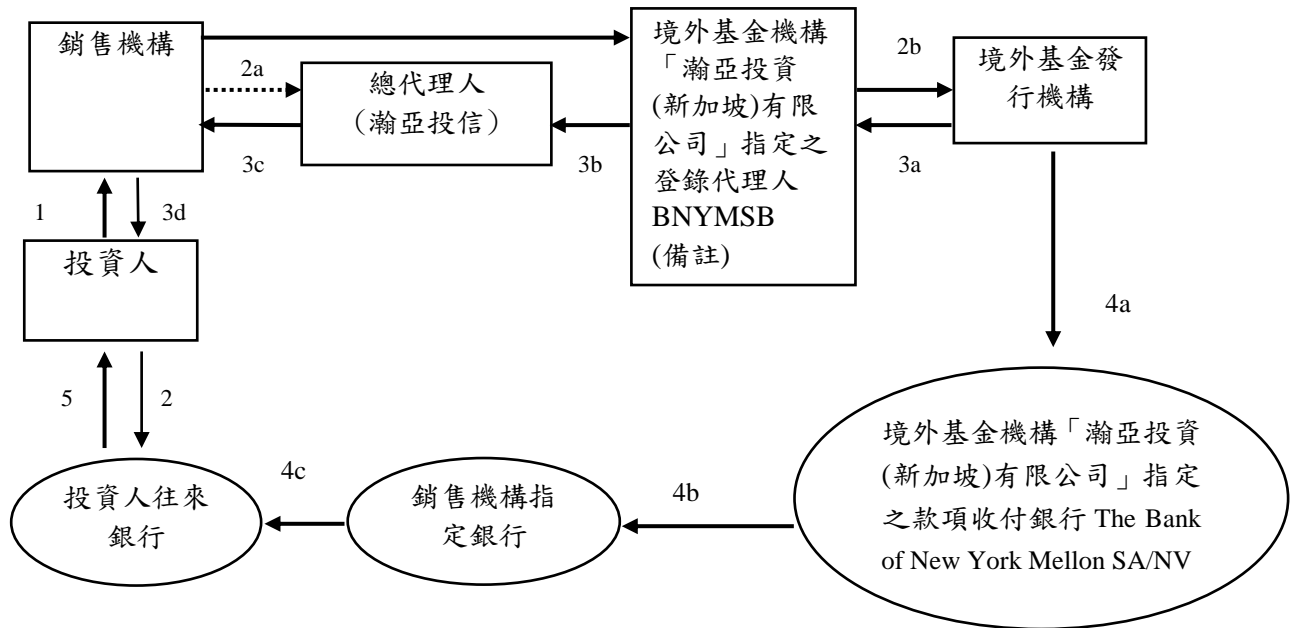 銷售機構
2a
總代理人
（瀚亞投信）
3c
3b
境外基金機構
「瀚亞投資
(新加坡)有限
公司」指定之
登錄代理人
BNYMSB
(備註)
2b
3a
境外基金發
行機構
1
3d
投資人
4a
5
2
投資人往來
銀行
4c
銷售機構指
定銀行
4b
境外基金機構「瀚亞投資
(新加坡)有限公司」指定
之款項收付銀行 The Bank
of New York Mellon SA/NV